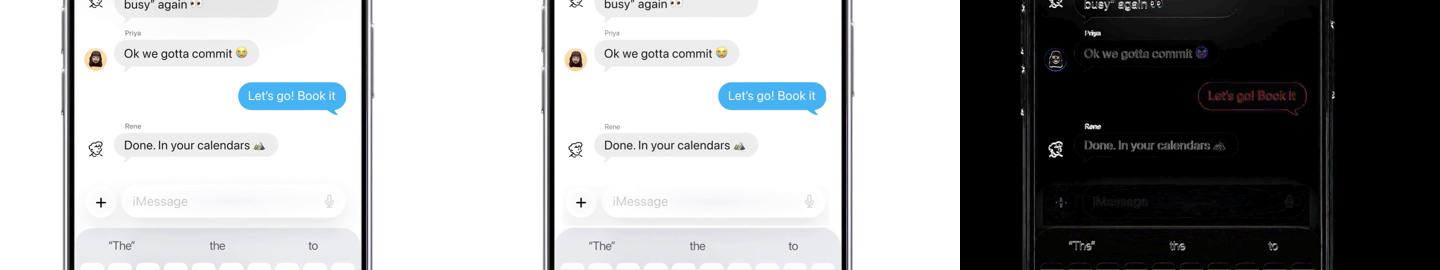 busy” again 👀
Priya
Ok we gotta commit 😭
Let’s go! Book it
Rene
Done. In your calendars ⛰️
iMessage
“The” the to
busy” again 👀
Priya
Ok we gotta commit 😭
Let’s go! Book it
Rene
Done. In your calendars ⛰️
iMessage
“The” the to
busy” again 👀
Priya
Ok we gotta commit 😭
Let’s go! Book it
Rene
Done. In your calendars ⛰️
iMessage
“The” the to